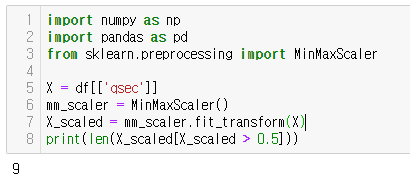 1 import numpy as np
2 import pandas as pd
3 from sklearn.preprocessing import MinMaxScaler
4
5 X = df[['qsec']]
6 mm_scaler = MinMaxScaler()
7 X_scaled = mm_scaler.fit_transform(X)
8 print(len(X_scaled[X_scaled > 0.5]))
9